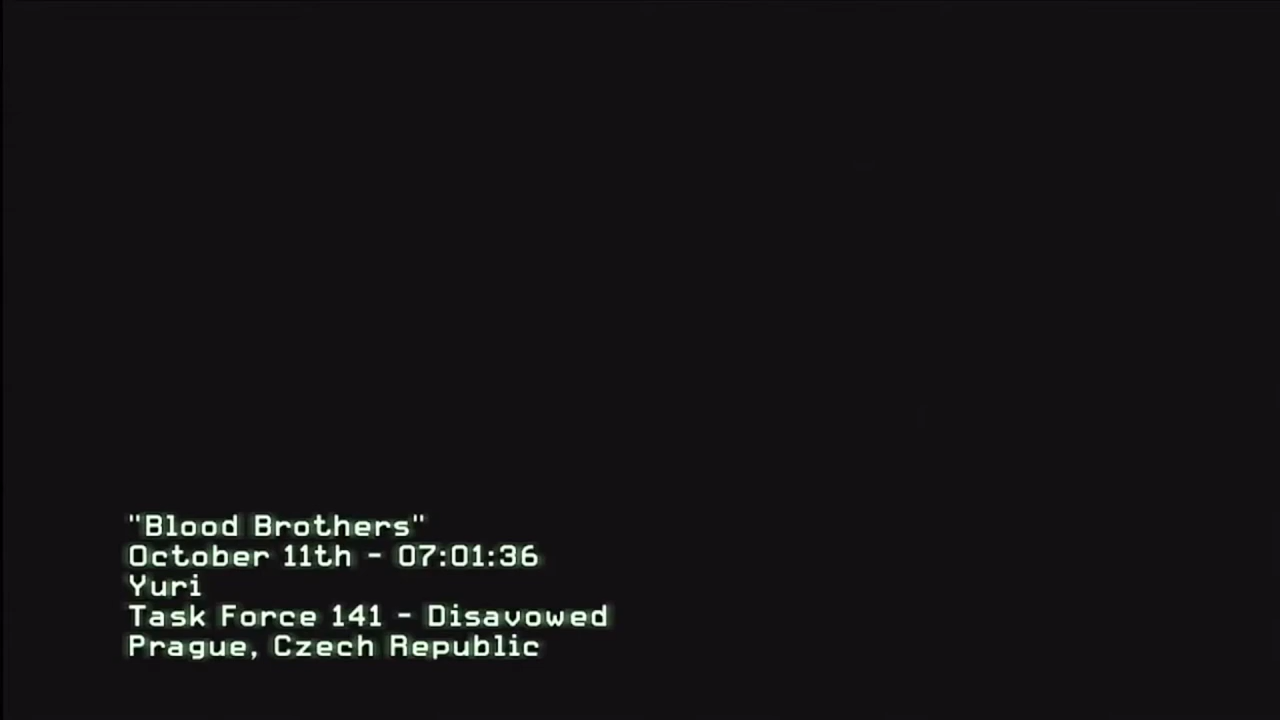 "Blood Brothers"
October 11th - 07:01:36
Yuri
Task Force 141 - Disavowed
Prague, Czech Republic